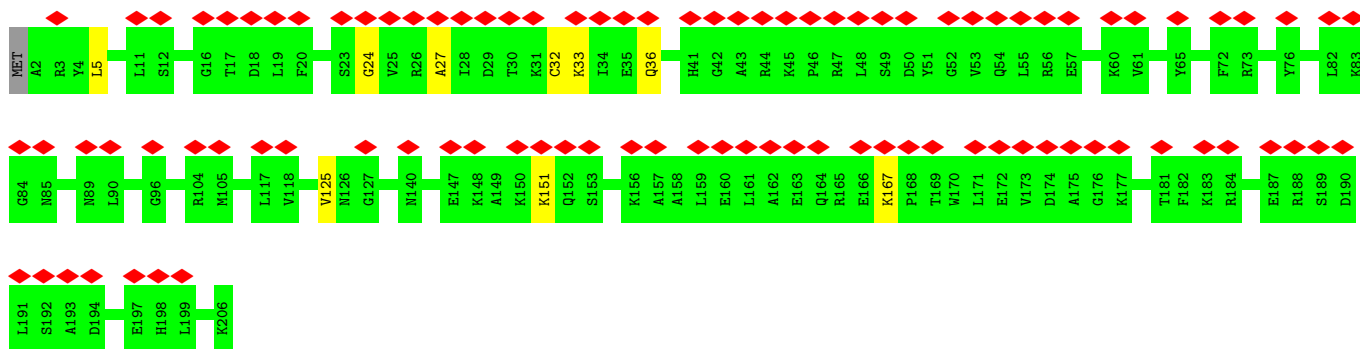 MET A2 R3 Y4 L5 L11 S12 G16 T17 D18 L19 F20 S23 G24 V25 R26 A27 I28 D29 T30 K31 C32 K33 I34 E35 Q36 H41 G42 A43 R44 K45 P46 R47 L48 S49 D50 Y51 G52 V53 Q54 L55 R56 E57 K60 V61 Y65 F72 R73 Y76 L82 K83
G84 N85 N89 L90 G96 R104 M105 L117 V118 V125 N126 G127 N140 E147 K148 A149 K150 K151 Q152 S153 K156 A157 A158 L159 E160 L161 A162 E163 Q164 R165 E166 K167 P168 T169 W170 L171 E172 V173 D174 A175 G176 K177 T181 F182 K183 R184 E187 R188 S189 D190
L191 S192 A193 D194 E197 H198 L199 K206